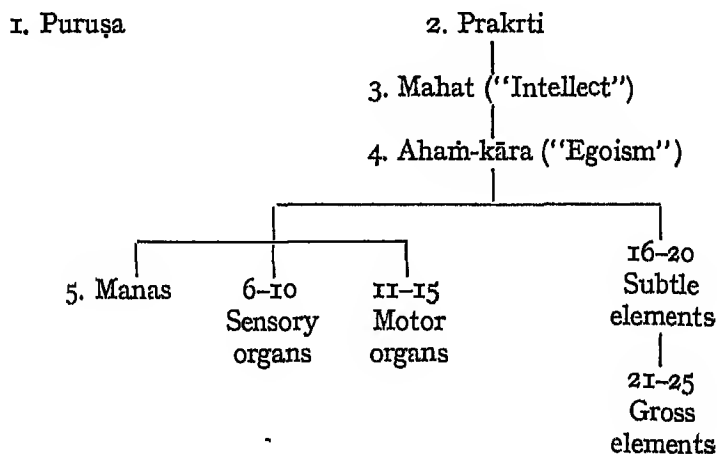 1. Puruṣa 2. Prakrti
3. Mahat ("Intellect")
4. Ahaṁ-kāra ("Egoism")
5. Manas 6–10 11–15 16–20
Sensory Motor Subtle
organs organs elements
21–25
Gross
elements